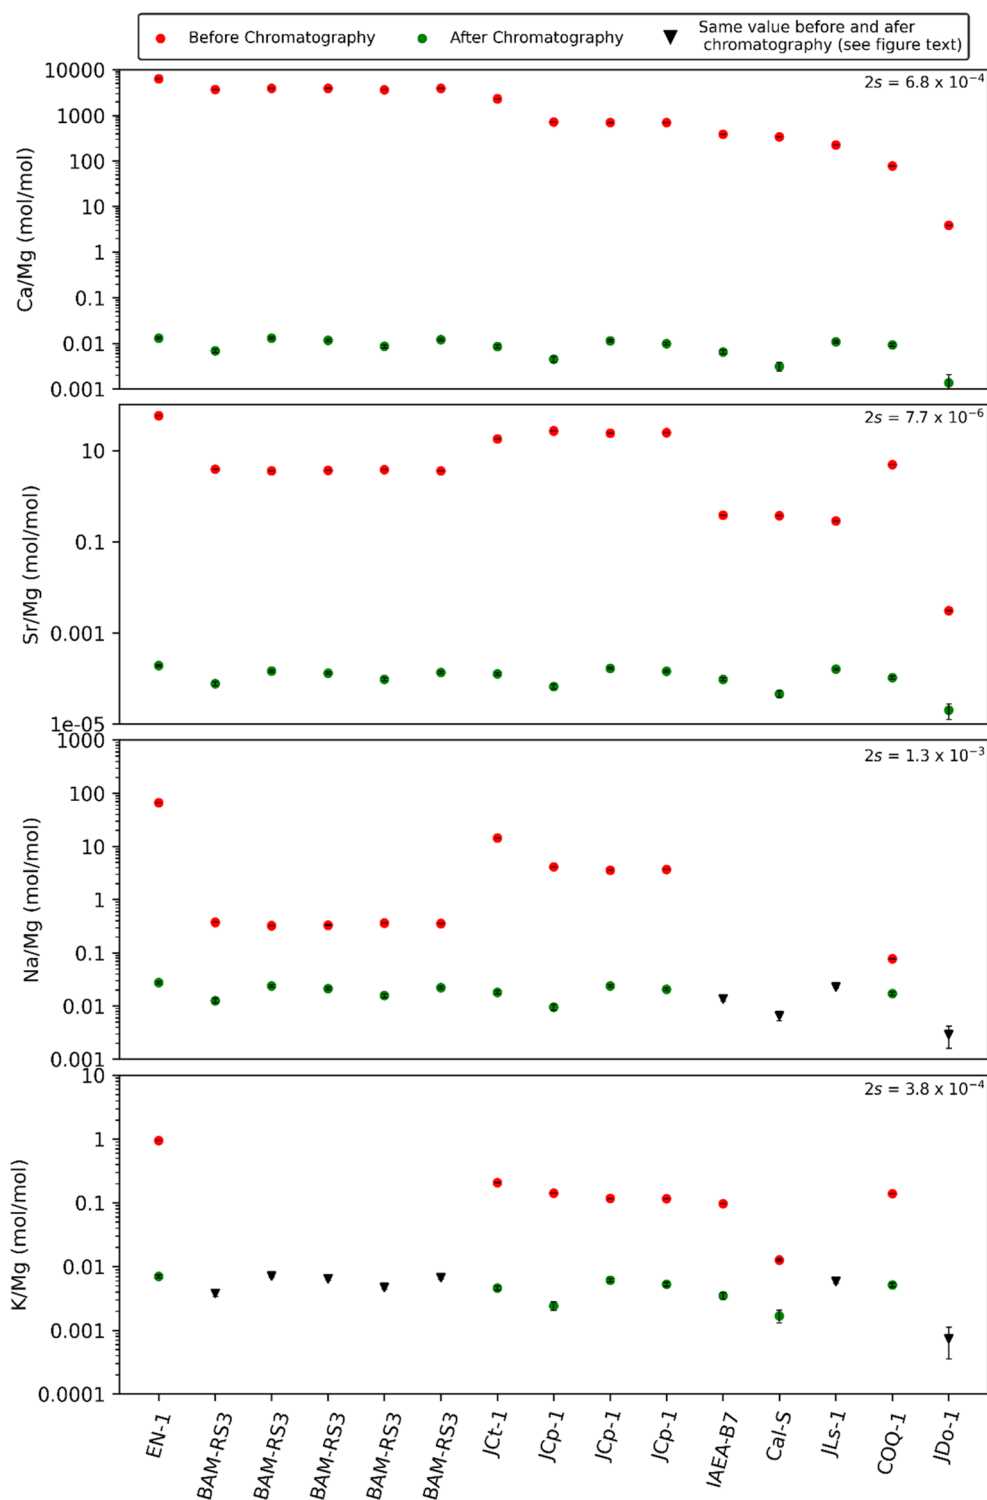 Before Chromatography
After Chromatography
Same value before and afer
chromatography (see figure text)
2s = 6.8 x 10⁻⁴
Ca/Mg (mol/mol)
10000
1000
100
10
1
0.1
0.01
0.001
2s = 7.7 x 10⁻⁶
Sr/Mg (mol/mol)
10
0.1
0.001
1e-05
2s = 1.3 x 10⁻³
Na/Mg (mol/mol)
1000
100
10
1
0.1
0.01
0.001
2s = 3.8 x 10⁻⁴
K/Mg (mol/mol)
10
1
0.1
0.01
0.001
0.0001
EN-1
BAM-RS3
BAM-RS3
BAM-RS3
BAM-RS3
BAM-RS3
JCt-1
JCp-1
JCp-1
JCp-1
IAEA-B7
Cal-S
JLs-1
COQ-1
JDo-1